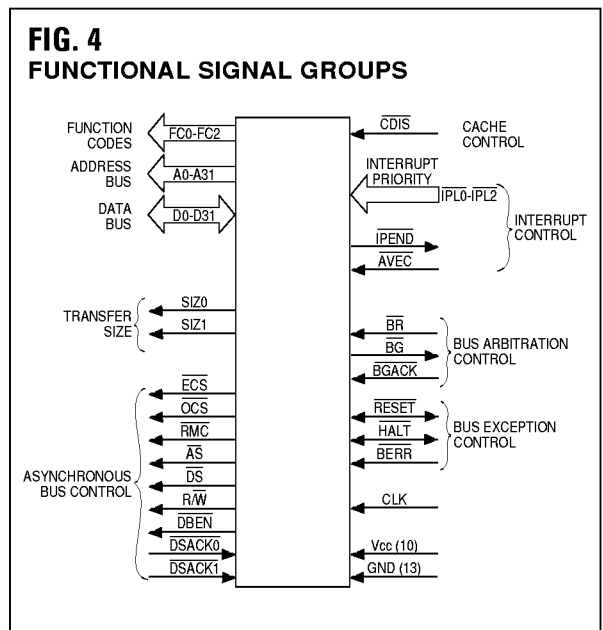 FIG. 4
FUNCTIONAL SIGNAL GROUPS
FUNCTION
CODES
FC0-FC2
ADDRESS
BUS
A0-A31
DATA
BUS
D0-D31
TRANSFER
SIZE
SIZ0
SIZ1
ASYNCHRONOUS
BUS CONTROL
ECS
OCS
RMC
AS
DS
R/W
DBEN
DSACK0
DSACK1
CDIS
CACHE
CONTROL
INTERRUPT
PRIORITY
IPL0-IPL2
IPEND
AVEC
INTERRUPT
CONTROL
BR
BG
BGACK
BUS ARBITRATION
CONTROL
RESET
HALT
BERR
BUS EXCEPTION
CONTROL
CLK
Vcc (10)
GND (13)